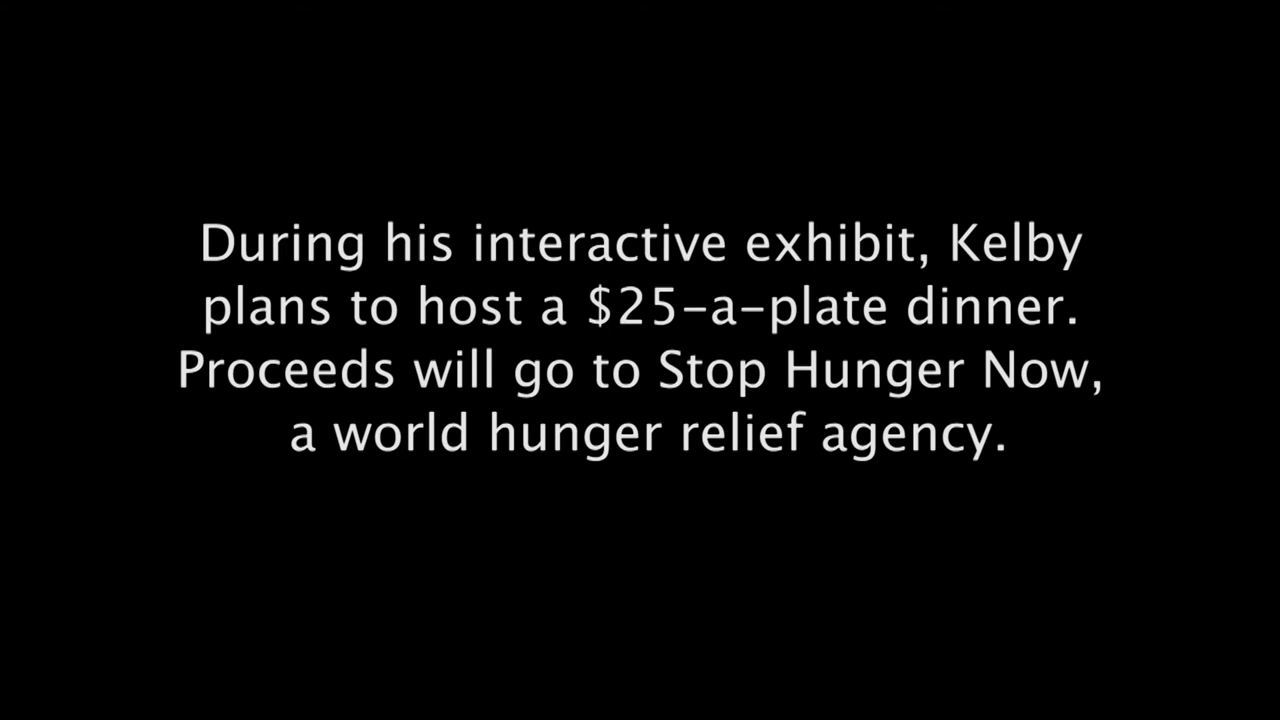 During his interactive exhibit, Kelby
plans to host a $25-a-plate dinner.
Proceeds will go to Stop Hunger Now,
a world hunger relief agency.